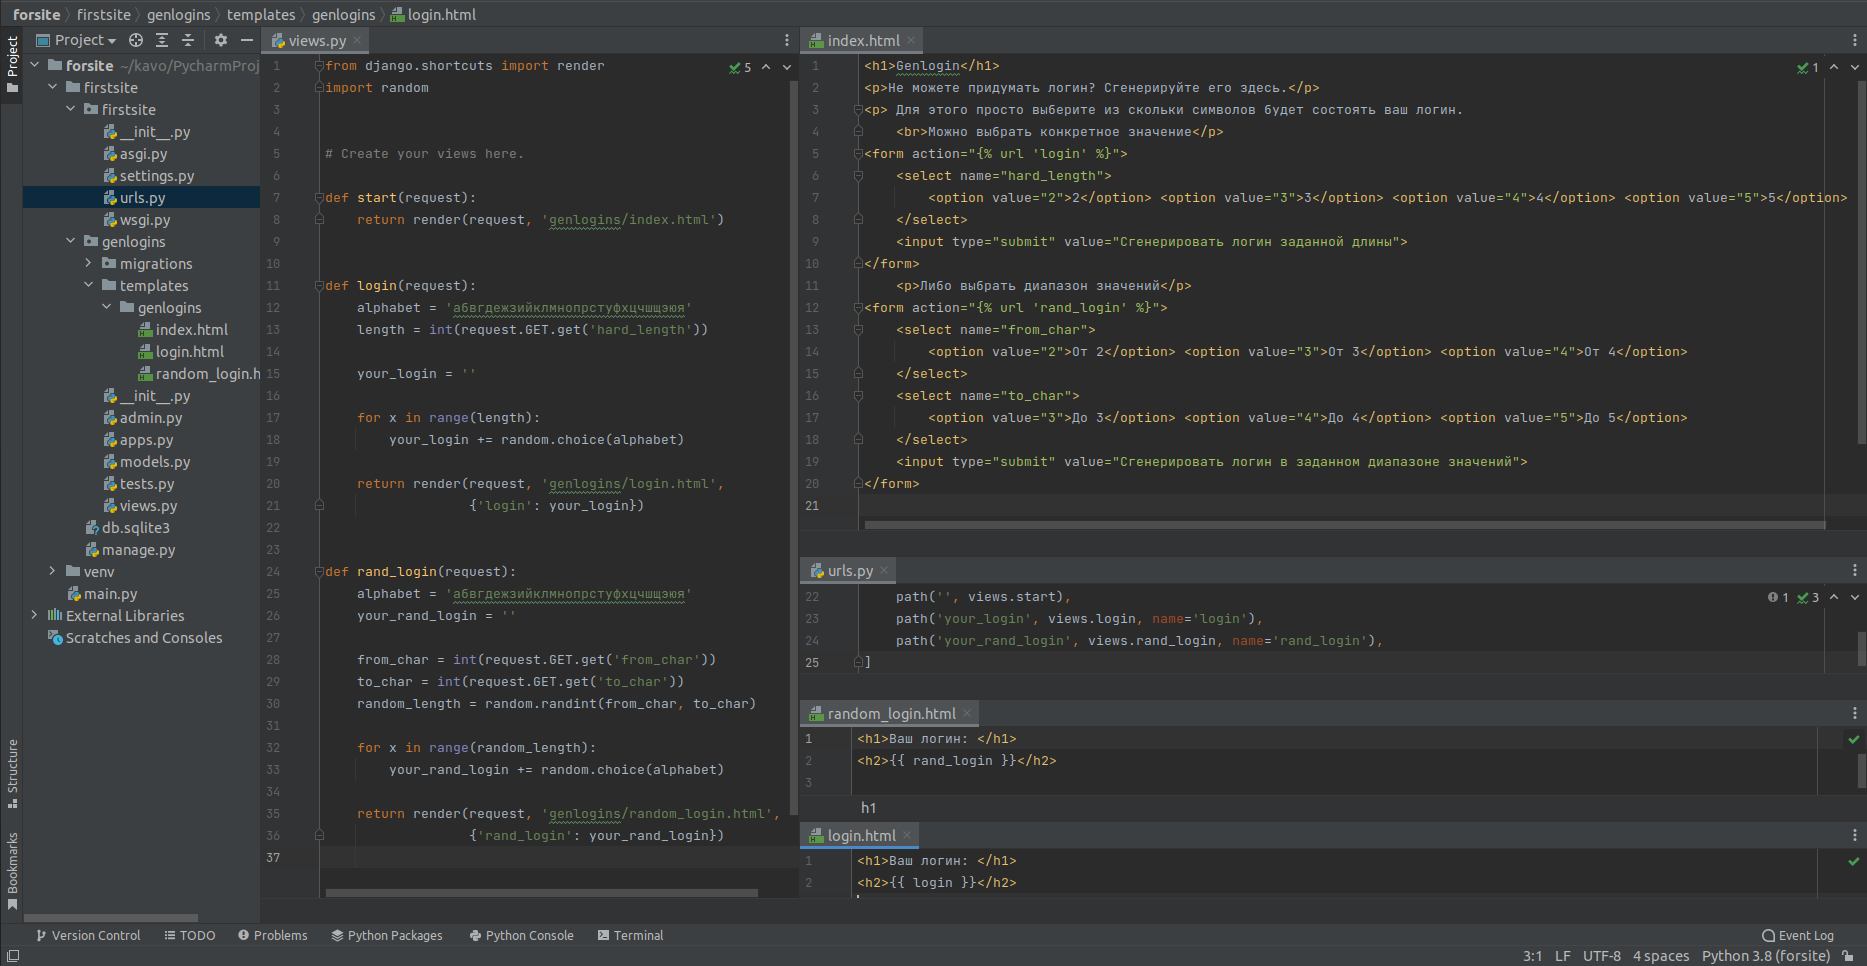 forsite firstsite genlogins templates genlogins login.html
Project
Structure
Bookmarks
Project
forsite ~/kavo/PycharmProj
firstsite
firstsite
__init__.py
asgi.py
settings.py
urls.py
wsgi.py
genlogins
migrations
templates
genlogins
index.html
login.html
random_login.h
__init__.py
admin.py
apps.py
models.py
tests.py
views.py
db.sqlite3
manage.py
venv
main.py
External Libraries
Scratches and Consoles
views.py
5
1 from django.shortcuts import render
2 import random
3
4
5 # Create your views here.
6
7 def start(request):
8 return render(request, 'genlogins/index.html')
9
10
11 def login(request):
12 alphabet = 'абвгдежзийклмнопрстуфхцчшщэюя'
13 length = int(request.GET.get('hard_length'))
14
15 your_login = ''
16
17 for x in range(length):
18 your_login += random.choice(alphabet)
19
20 return render(request, 'genlogins/login.html',
21 {'login': your_login})
22
23
24 def rand_login(request):
25 alphabet = 'абвгдежзийклмнопрстуфхцчшщэюя'
26 your_rand_login = ''
27
28 from_char = int(request.GET.get('from_char'))
29 to_char = int(request.GET.get('to_char'))
30 random_length = random.randint(from_char, to_char)
31
32 for x in range(random_length):
33 your_rand_login += random.choice(alphabet)
34
35 return render(request, 'genlogins/random_login.html',
36 {'rand_login': your_rand_login})
37
index.html
1
1 <h1>Genlogin</h1>
2 <p>Не можете придумать логин? Сгенерируйте его здесь.</p>
3 <p> Для этого просто выберите из скольки символов будет состоять ваш логин.
4 <br>Можно выбрать конкретное значение</p>
5 <form action="{% url 'login' %}">
6 <select name="hard_length">
7 <option value="2">2</option> <option value="3">3</option> <option value="4">4</option> <option value="5">5</option>
8 </select>
9 <input type="submit" value="Сгенерировать логин заданной длины">
10 </form>
11 <p>Либо выбрать диапазон значений</p>
12 <form action="{% url 'rand_login' %}">
13 <select name="from_char">
14 <option value="2">От 2</option> <option value="3">От 3</option> <option value="4">От 4</option>
15 </select>
16 <select name="to_char">
17 <option value="3">До 3</option> <option value="4">До 4</option> <option value="5">До 5</option>
18 </select>
19 <input type="submit" value="Сгенерировать логин в заданном диапазоне значений">
20 </form>
21
urls.py
1 3
22 path('', views.start),
23 path('your_login', views.login, name='login'),
24 path('your_rand_login', views.rand_login, name='rand_login'),
25 ]
random_login.html
1 <h1>Ваш логин: </h1>
2 <h2>{{ rand_login }}</h2>
3
h1
login.html
1 <h1>Ваш логин: </h1>
2 <h2>{{ login }}</h2>
Version Control TODO Problems Python Packages Python Console Terminal Event Log
3:1 LF UTF-8 4 spaces Python 3.8 (forsite)